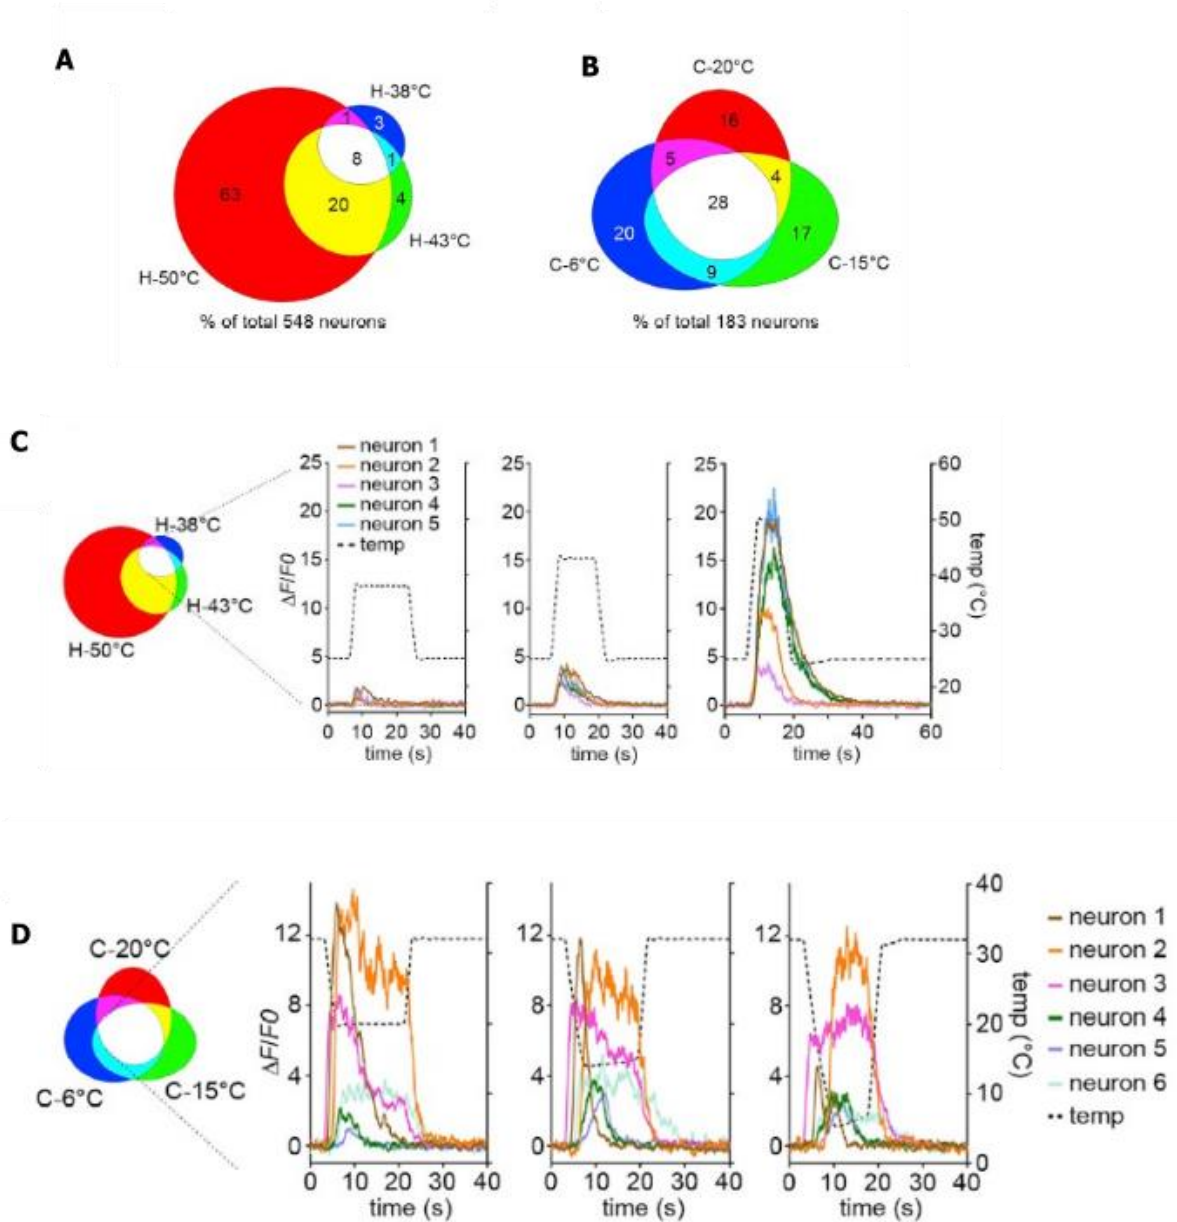 A
H-38°C
1
3
8
1
63
20
4
H-43°C
H-50°C
% of total 548 neurons
B
C-20°C
16
5
4
28
20
17
C-6°C
9
C-15°C
% of total 183 neurons
C
H-38°C
H-43°C
H-50°C
neuron 1
neuron 2
neuron 3
neuron 4
neuron 5
temp
ΔF/F0
25
20
15
10
5
0
0 10 20 30 40
time (s)
25
20
15
10
5
0
0 10 20 30 40
time (s)
25
20
15
10
5
0
0 20 40 60
time (s)
60
50
40
30
20
temp (°C)
D
C-20°C
C-6°C
C-15°C
ΔF/F0
12
8
4
0
0 10 20 30 40
time (s)
12
8
4
0
0 10 20 30 40
time (s)
12
8
4
0
0 10 20 30 40
time (s)
40
30
20
10
0
temp (°C)
neuron 1
neuron 2
neuron 3
neuron 4
neuron 5
neuron 6
temp